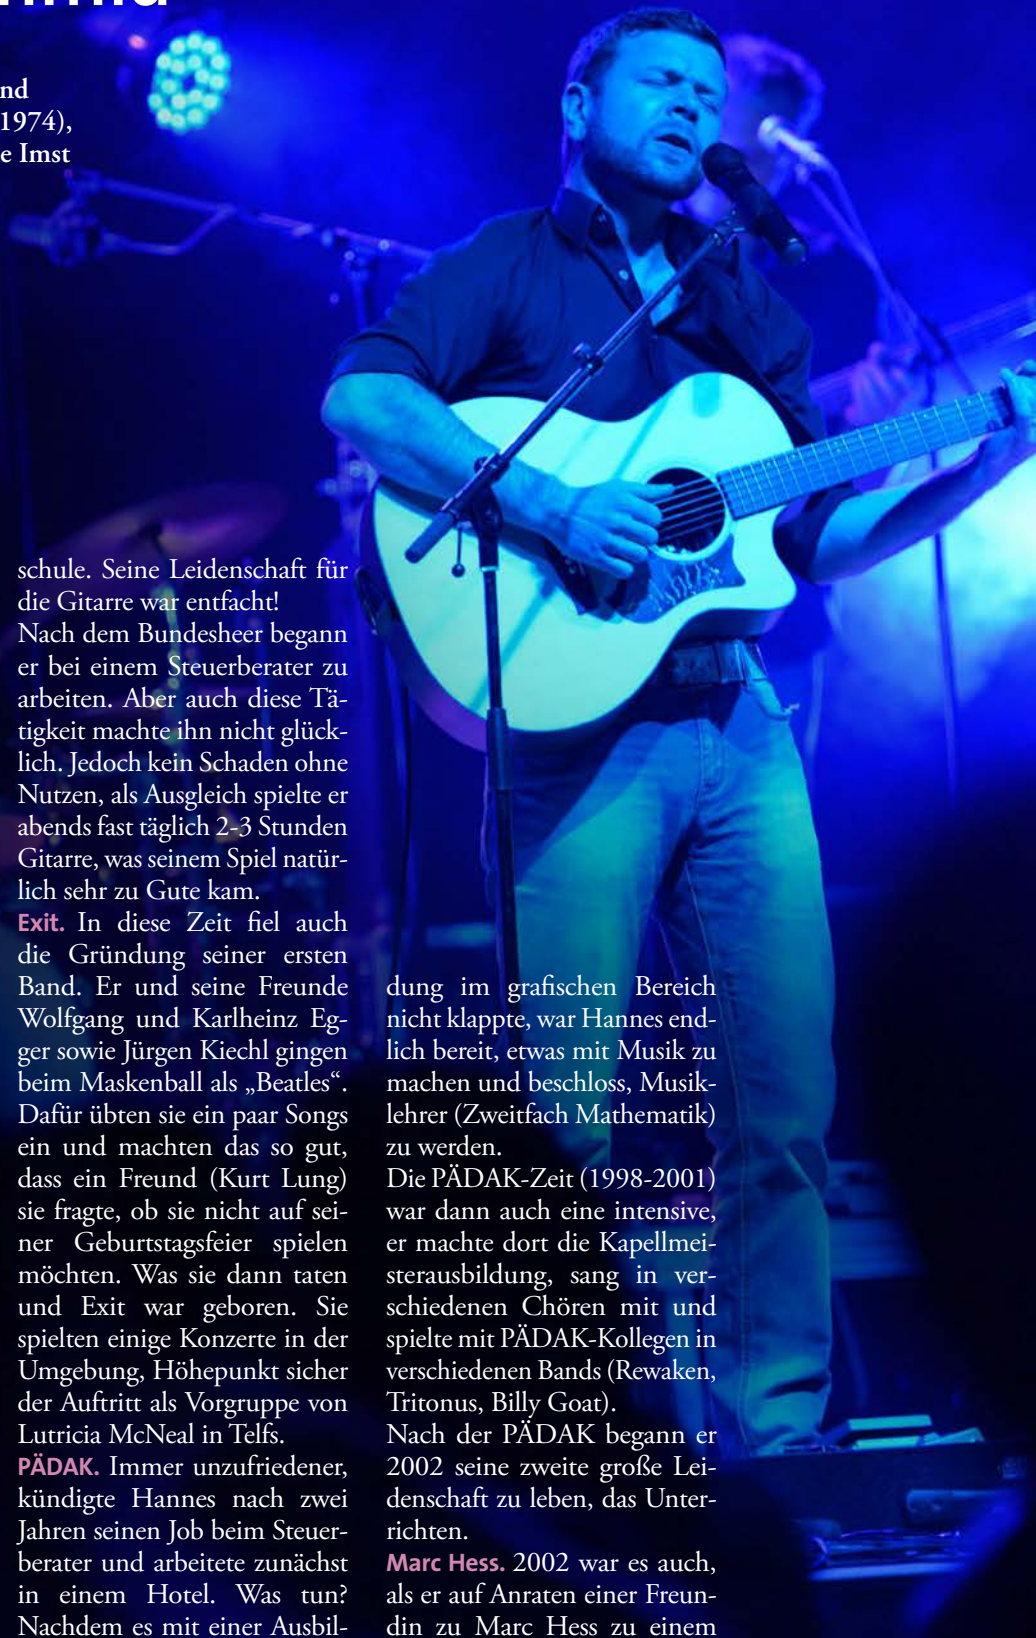 nd
1974),
e Imst
schule. Seine Leidenschaft für
die Gitarre war entfacht!
Nach dem Bundesheer begann
er bei einem Steuerberater zu
arbeiten. Aber auch diese Tä-
tigkeit machte ihn nicht glück-
lich. Jedoch kein Schaden ohne
Nutzen, als Ausgleich spielte er
abends fast täglich 2-3 Stunden
Gitarre, was seinem Spiel natür-
lich sehr zu Gute kam.
Exit. In diese Zeit fiel auch
die Gründung seiner ersten
Band. Er und seine Freunde
Wolfgang und Karlheinz Eg-
ger sowie Jürgen Kiechl gingen
beim Maskenball als „Beatles“.
Dafür übten sie ein paar Songs
ein und machten das so gut,
dass ein Freund (Kurt Lung)
sie fragte, ob sie nicht auf sei-
ner Geburtstagsfeier spielen
möchten. Was sie dann taten
und Exit war geboren. Sie
spielten einige Konzerte in der
Umgebung, Höhepunkt sicher
der Auftritt als Vorgruppe von
Lutricia McNeal in Telfs.
PÄDAK. Immer unzufriedener,
kündigte Hannes nach zwei
Jahren seinen Job beim Steuer-
berater und arbeitete zunächst
in einem Hotel. Was tun?
Nachdem es mit einer Ausbil-
dung im grafischen Bereich
nicht klappte, war Hannes end-
lich bereit, etwas mit Musik zu
machen und beschloss, Musik-
lehrer (Zweitfach Mathematik)
zu werden.
Die PÄDAK-Zeit (1998-2001)
war dann auch eine intensive,
er machte dort die Kapellmei-
sterausbildung, sang in ver-
schiedenen Chören mit und
spielte mit PÄDAK-Kollegen in
verschiedenen Bands (Rewaken,
Tritonus, Billy Goat).
Nach der PÄDAK begann er
2002 seine zweite große Lei-
denschaft zu leben, das Unter-
richten.
Marc Hess. 2002 war es auch,
als er auf Anraten einer Freun-
din zu Marc Hess zu einem